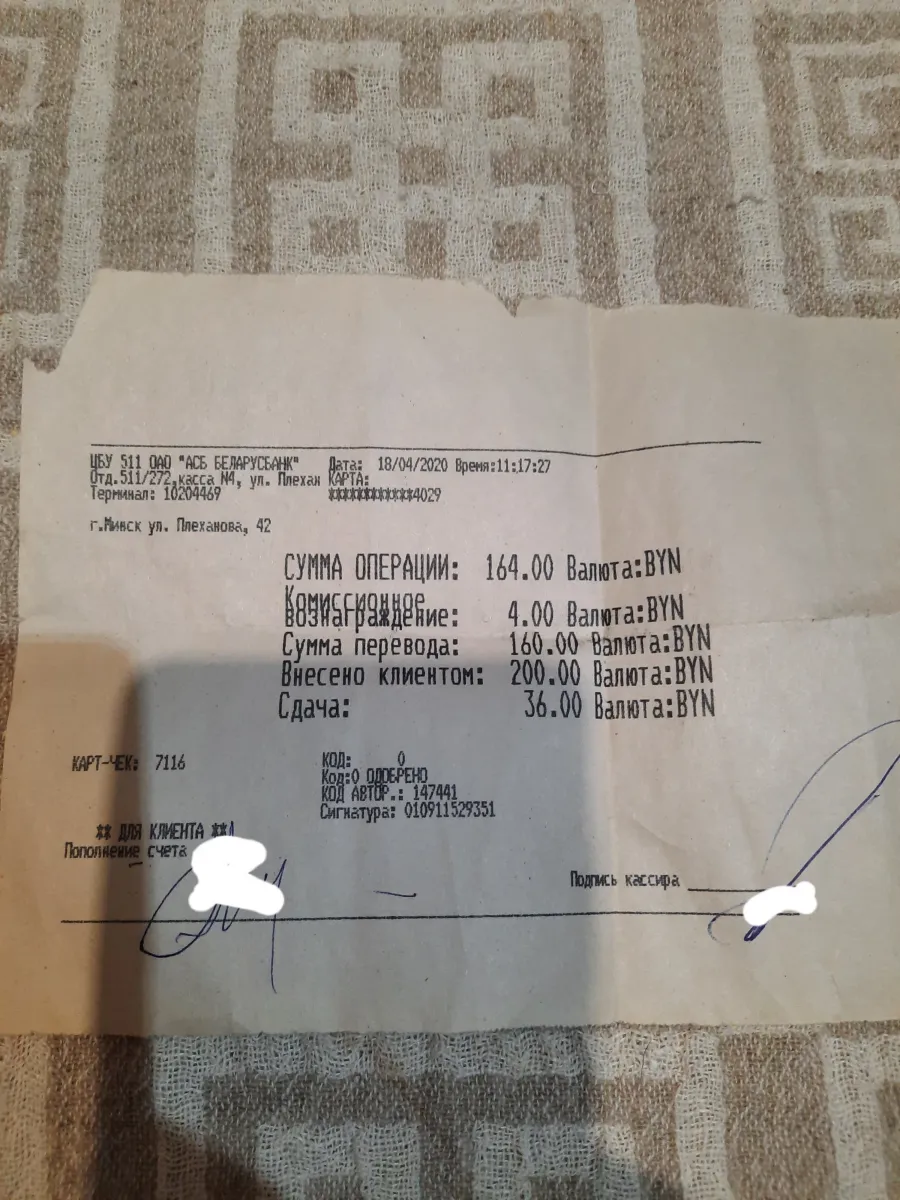 ЦБУ 511 ОАО "АСБ БЕЛАРУСБАНК" Дата: 18/04/2020 Время:11:17:27
Отд.511/272,касса N4, ул. Плехан КАРТА:
Терминал: 10204469 ************4029
г.Минск ул. Плеханова, 42
СУММА ОПЕРАЦИИ: 164.00 Валюта:BYN
Комиссионное
вознаграждение: 4.00 Валюта:BYN
Сумма перевода: 160.00 Валюта:BYN
Внесено клиентом: 200.00 Валюта:BYN
Сдача: 36.00 Валюта:BYN
КАРТ-ЧЕК: 7116 КОД: 0
Код:0 ОДОБРЕНО
КОД АВТОР.: 147441
Сигнатура: 010911529351
** ДЛЯ КЛИЕНТА **
Пополнение счета
Подпись кассира